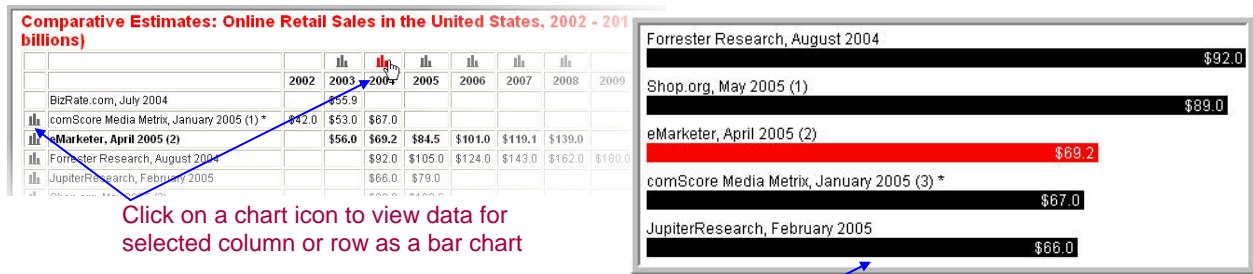 Comparative Estimates: Online Retail Sales in the United States, 2002 - 201
billions)
2002 2003 2004 2005 2006 2007 2008 2009
BizRate.com, July 2004 $55.9
comScore Media Metrix, January 2005 (1) * $42.0 $53.0 $67.0
eMarketer, April 2005 (2) $56.0 $69.2 $84.5 $101.0 $119.1 $139.0
Forrester Research, August 2004 $92.0 $105.0 $124.0 $143.0 $162.0 $180.0
JupiterResearch, February 2005 $66.0 $79.0
Click on a chart icon to view data for
selected column or row as a bar chart
Forrester Research, August 2004
$92.0
Shop.org, May 2005 (1)
$89.0
eMarketer, April 2005 (2)
$69.2
comScore Media Metrix, January 2005 (3) *
$67.0
JupiterResearch, February 2005
$66.0